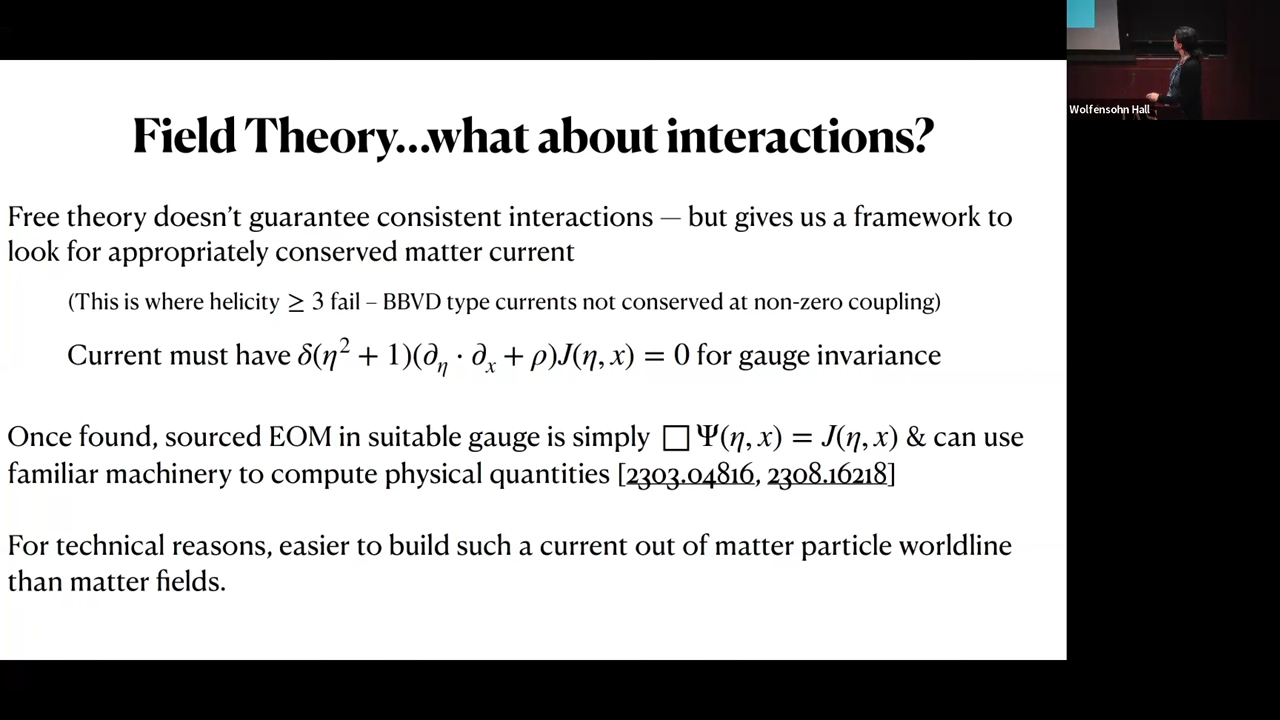 Field Theory...what about interactions?
Free theory doesn't guarantee consistent interactions — but gives us a framework to
look for appropriately conserved matter current
(This is where helicity ≥ 3 fail – BBVD type currents not conserved at non-zero coupling)
Current must have δ(η² + 1)(∂_η · ∂_x + ρ)J(η, x) = 0 for gauge invariance
Once found, sourced EOM in suitable gauge is simply □ Ψ(η, x) = J(η, x) & can use
familiar machinery to compute physical quantities [2303.04816, 2308.16218]
For technical reasons, easier to build such a current out of matter particle worldline
than matter fields.
Wolfensohn Hall